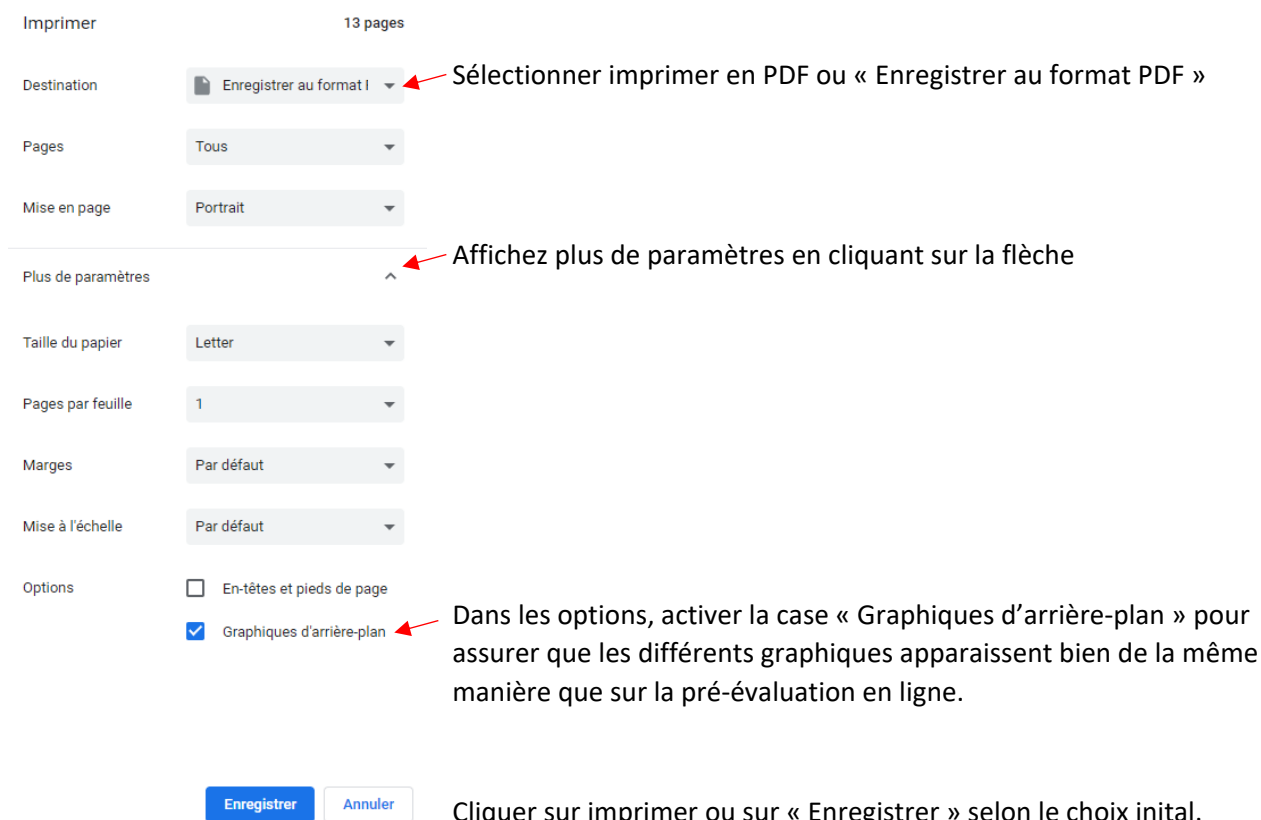 Imprimer 13 pages
Destination Enregistrer au format
Sélectionner imprimer en PDF ou « Enregistrer au format PDF »
Pages Tous
Mise en page Portrait
Affichez plus de paramètres en cliquant sur la flèche
Plus de paramètres
Taille du papier Letter
Pages par feuille 1
Marges Par défaut
Mise à l'échelle Par défaut
Options En-têtes et pieds de page
Graphiques d'arrière-plan
Dans les options, activer la case « Graphiques d’arrière-plan » pour
assurer que les différents graphiques apparaissent bien de la même
manière que sur la pré-évaluation en ligne.
Enregistrer Annuler
Cliquer sur imprimer ou sur « Enregistrer » selon le choix inital.